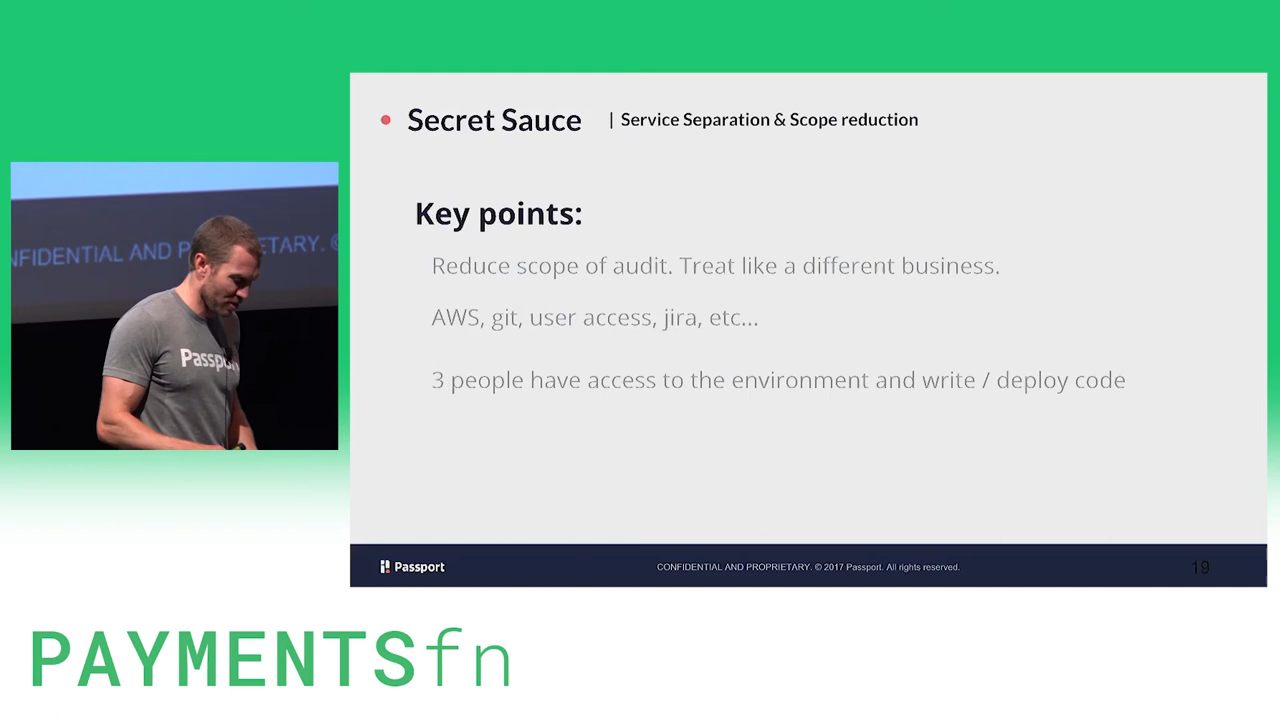 Secret Sauce | Service Separation & Scope reduction
Key points:
Reduce scope of audit. Treat like a different business.
AWS, git, user access, jira, etc...
3 people have access to the environment and write / deploy code
NFIDENTIAL AND P ETARY. ©
Passport
Passport
CONFIDENTIAL AND PROPRIETARY. © 2017 Passport. All rights reserved.
19
PAYMENTSfn